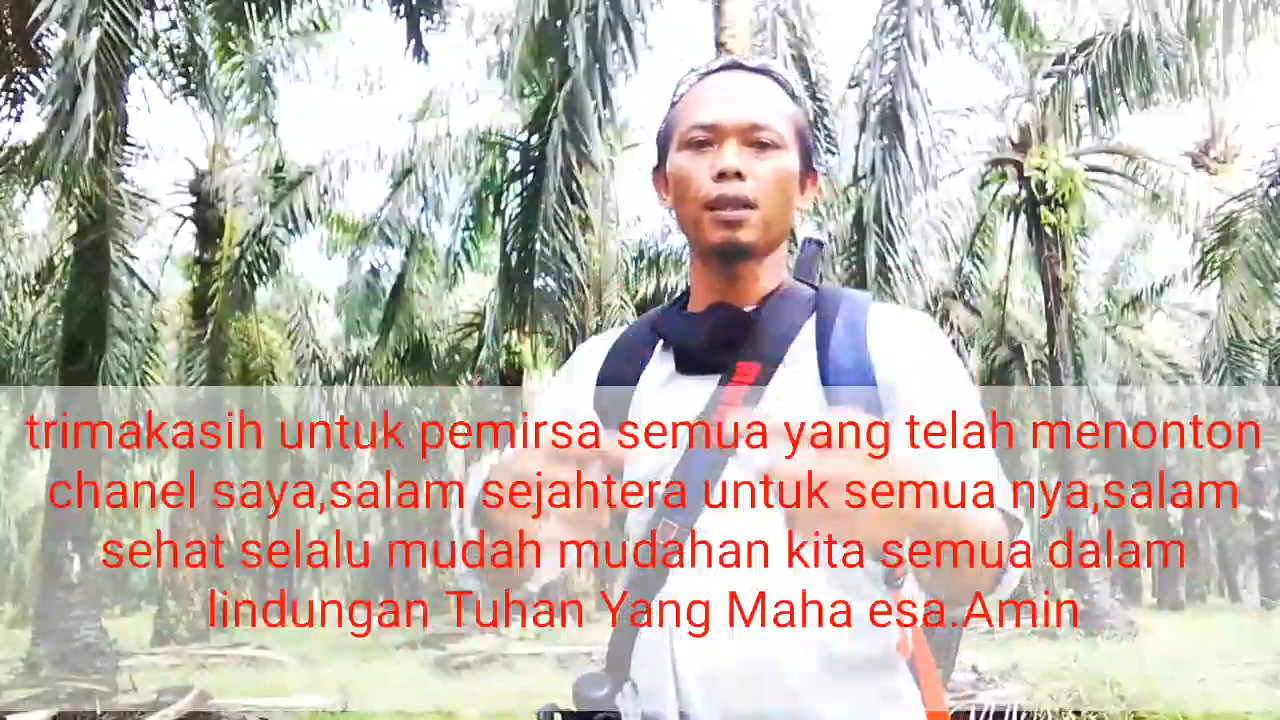 trimakasih untuk pemirsa semua yang telah menonton
chanel saya,salam sejahtera untuk semua nya,salam
sehat selalu mudah mudahan kita semua dalam
lindungan Tuhan Yang Maha esa.Amin